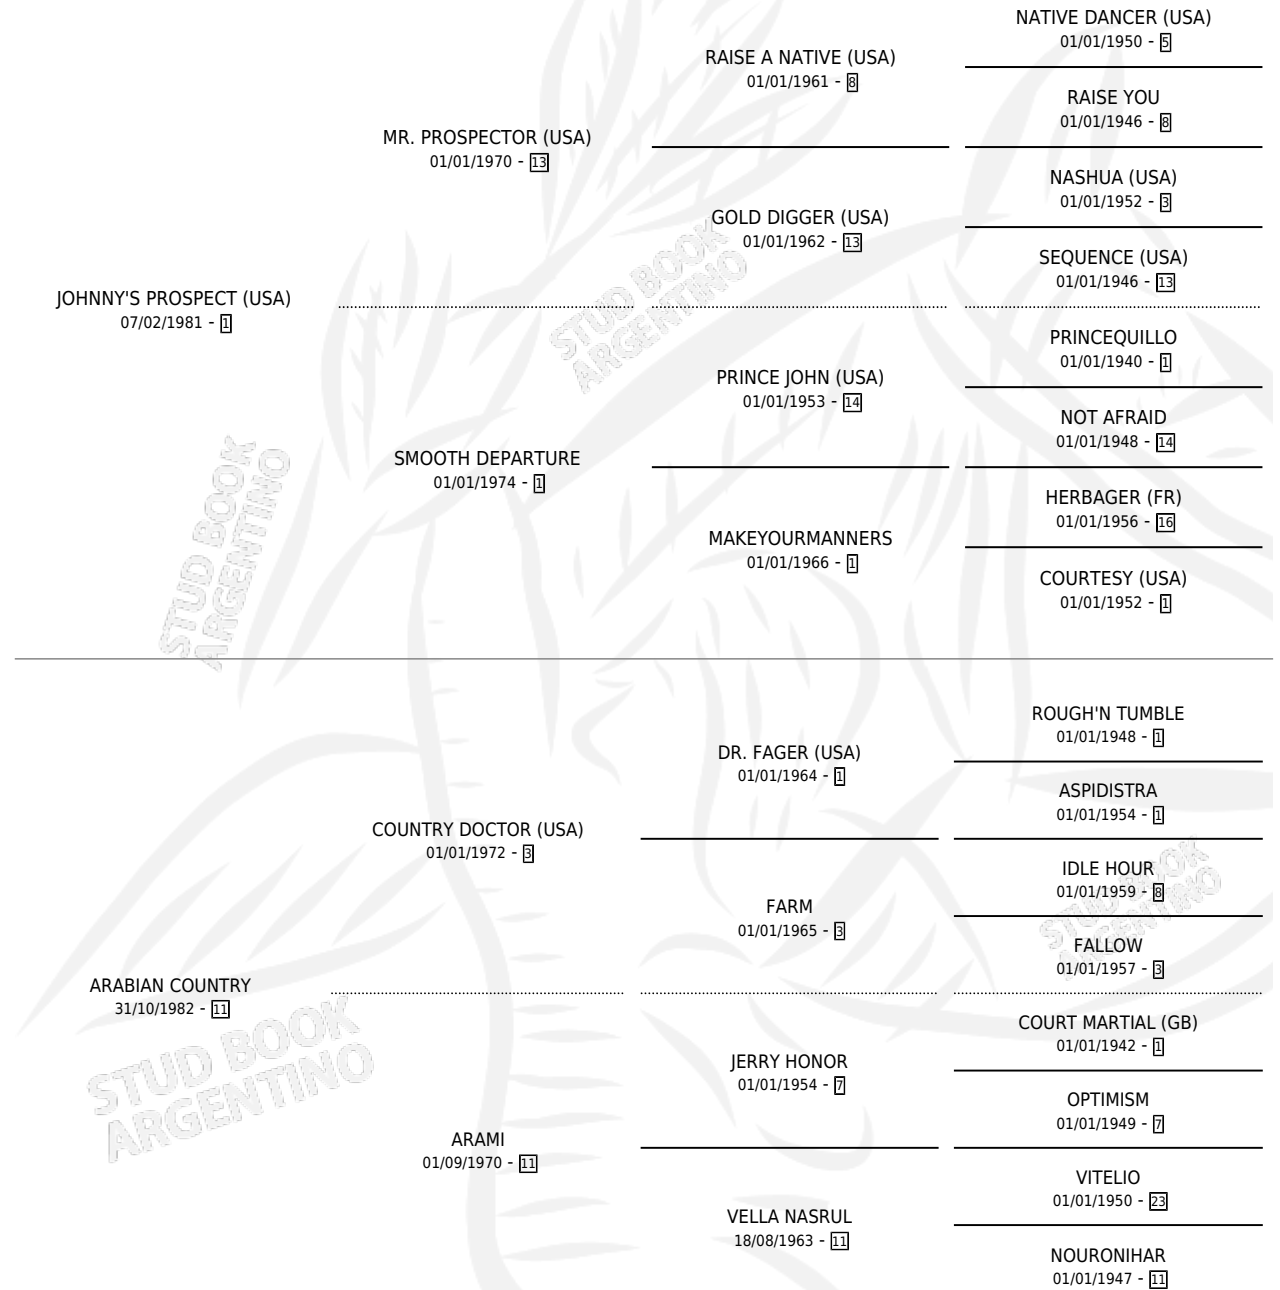 NATIVE DANCER (USA)
01/01/1950 - 5
RAISE A NATIVE (USA)
01/01/1961 - 8
RAISE YOU
01/01/1946 - 8
MR. PROSPECTOR (USA)
01/01/1970 - 13
NASHUA (USA)
01/01/1952 - 3
GOLD DIGGER (USA)
01/01/1962 - 13
SEQUENCE (USA)
01/01/1946 - 13
JOHNNY'S PROSPECT (USA)
07/02/1981 - 1
PRINCEQUILLO
01/01/1940 - 1
PRINCE JOHN (USA)
01/01/1953 - 14
NOT AFRAID
01/01/1948 - 14
SMOOTH DEPARTURE
01/01/1974 - 1
HERBAGER (FR)
01/01/1956 - 16
MAKEYOURMANNERS
01/01/1966 - 1
COURTESY (USA)
01/01/1952 - 1
STUD BOOK
ARGENTINO
STUD BOOK
ARGENTINO
ROUGH'N TUMBLE
01/01/1948 - 1
DR. FAGER (USA)
01/01/1964 - 1
ASPIDISTRA
01/01/1954 - 1
COUNTRY DOCTOR (USA)
01/01/1972 - 3
IDLE HOUR
01/01/1959 - 8
FARM
01/01/1965 - 3
FALLOW
01/01/1957 - 3
STUD BOOK
ARGENTINO
ARABIAN COUNTRY
31/10/1982 - 11
COURT MARTIAL (GB)
01/01/1942 - 1
JERRY HONOR
01/01/1954 - 7
OPTIMISM
01/01/1949 - 7
ARAMI
01/09/1970 - 11
VITELIO
01/01/1950 - 23
VELLA NASRUL
18/08/1963 - 11
NOURONIHAR
01/01/1947 - 11
STUD BOOK
ARGENTINO